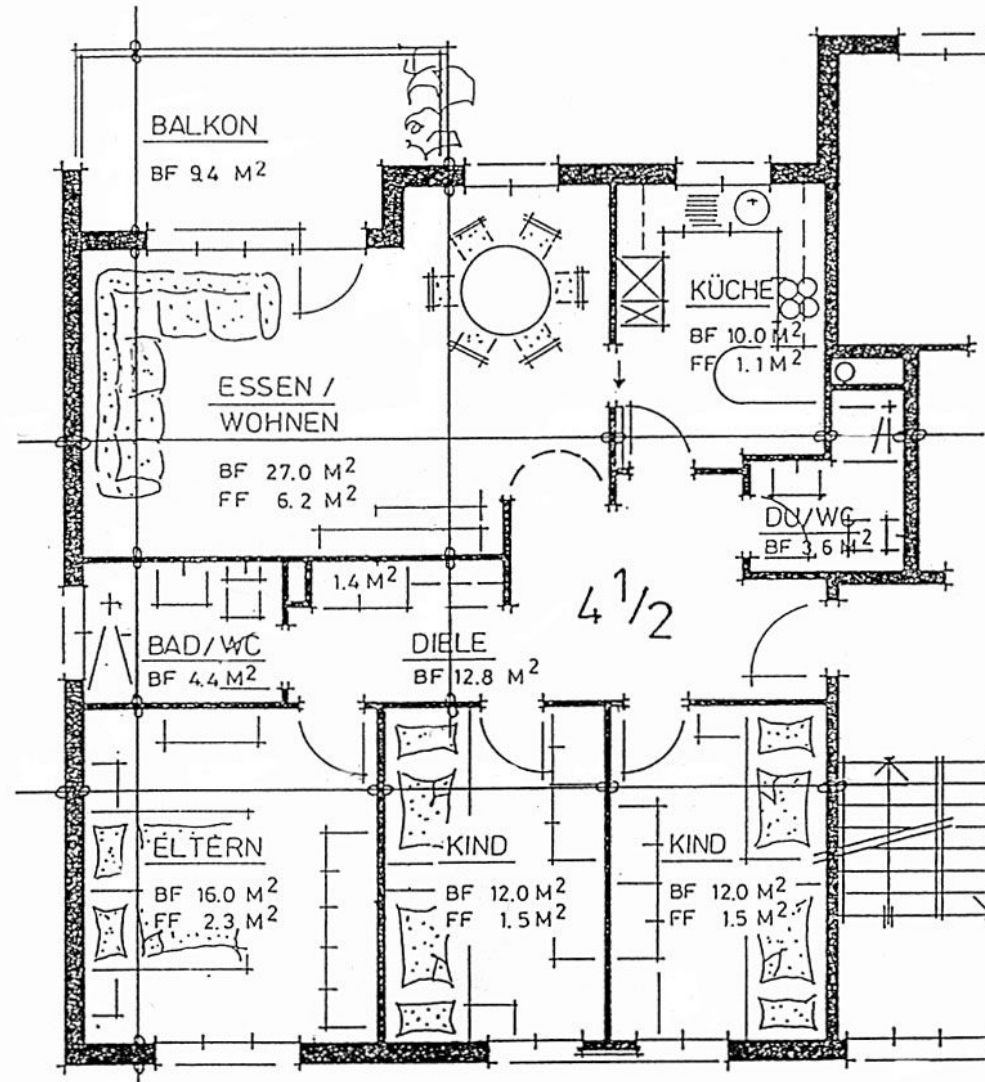 BALKON
BF 9.4 M²
KÜCHE
BF 10.0 M²
FF 1.1 M²
ESSEN /
WOHNEN
BF 27.0 M²
FF 6.2 M²
DU/WC
BF 3,6 M²
1.4 M²
4 1/2
BAD/WC
BF 4.4 M²
DIELE
BF 12.8 M²
ELTERN
BF 16.0 M²
FF 2.3 M²
KIND
BF 12.0 M²
FF 1.5 M²
KIND
BF 12.0 M²
FF 1.5 M²